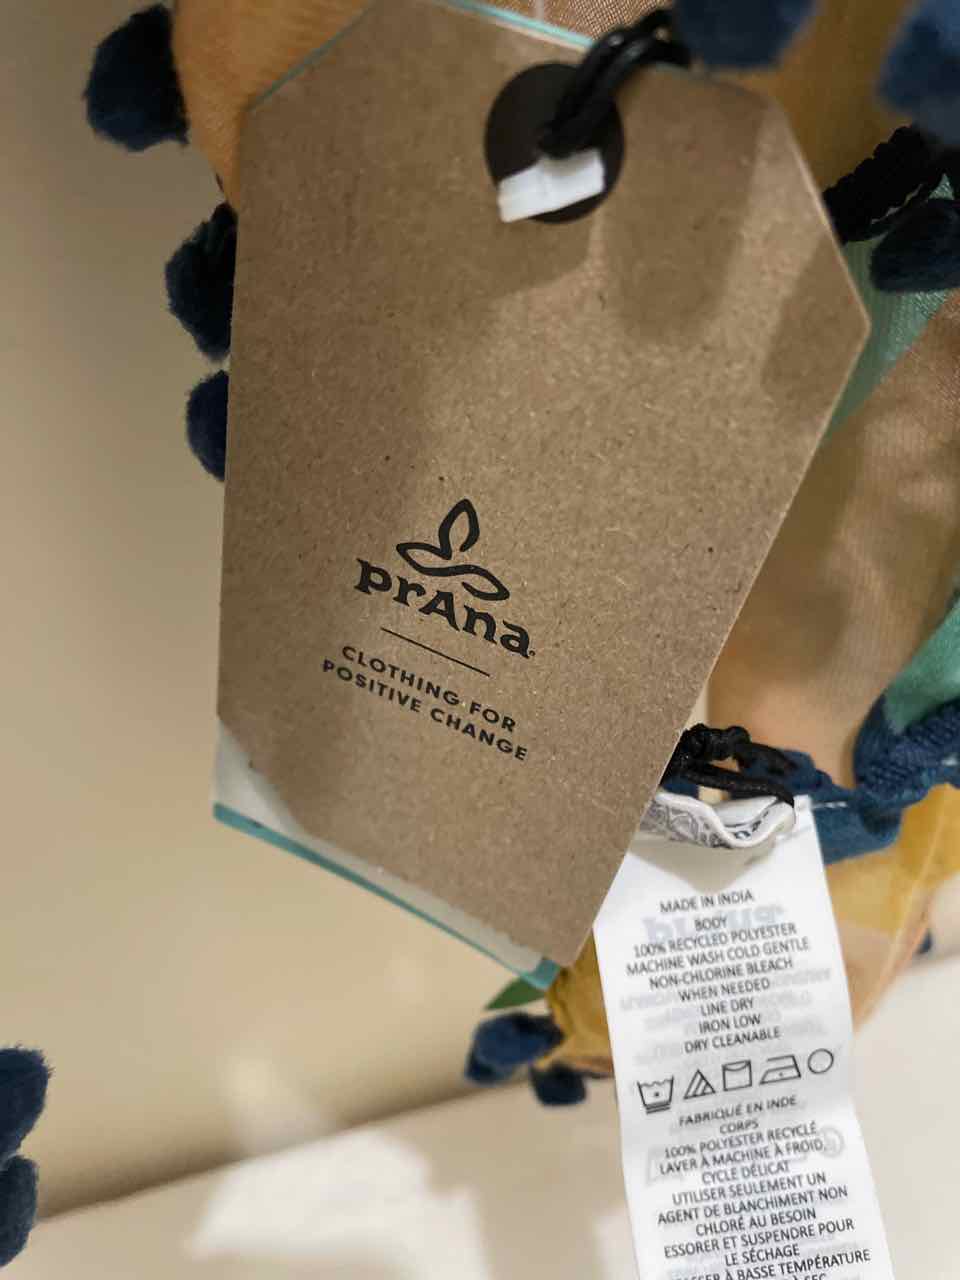 prAna
CLOTHING FOR
POSITIVE CHANGE
MADE IN INDIA
BODY
100% RECYCLED POLYESTER
MACHINE WASH COLD GENTLE
NON-CHLORINE BLEACH
WHEN NEEDED
LINE DRY
IRON LOW
DRY CLEANABLE
FABRIQUÉ EN INDE
CORPS
100% POLYESTER RECYCLÉ
LAVER À MACHINE À FROID,
CYCLE DÉLICAT
UTILISER SEULEMENT UN
AGENT DE BLANCHIMENT NON
CHLORÉ AU BESOIN
ESSORER ET SUSPENDRE POUR
LE SÉCHAGE
À BASSE TEMPÉRATURE